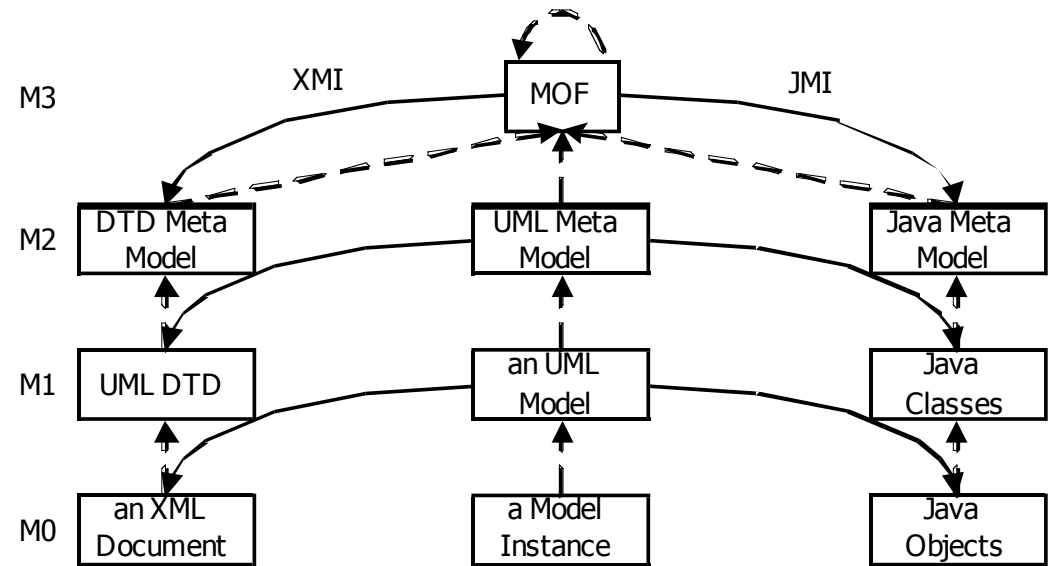 XMI
JMI
M3
MOF
M2
DTD Meta
Model
UML Meta
Model
Java Meta
Model
M1
UML DTD
an UML
Model
Java
Classes
M0
an XML
Document
a Model
Instance
Java
Objects